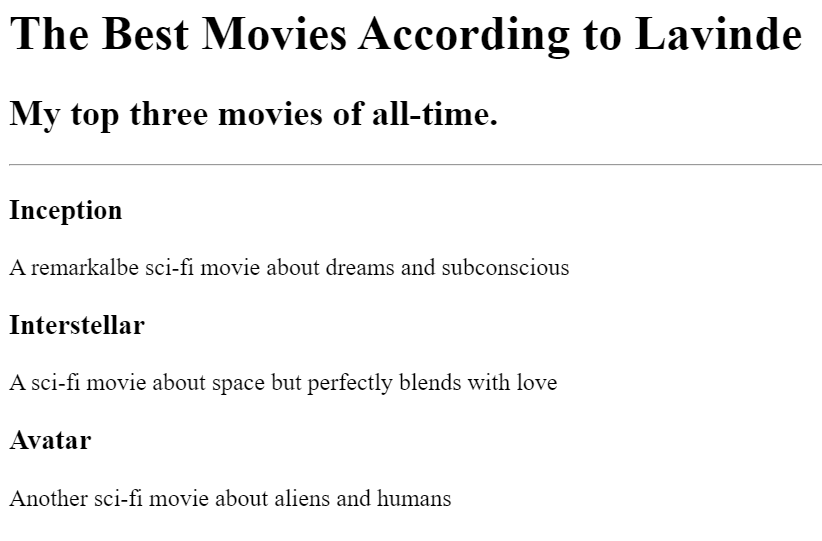 The Best Movies According to Lavinde
My top three movies of all-time.
Inception
A remarkalbe sci-fi movie about dreams and subconscious
Interstellar
A sci-fi movie about space but perfectly blends with love
Avatar
Another sci-fi movie about aliens and humans